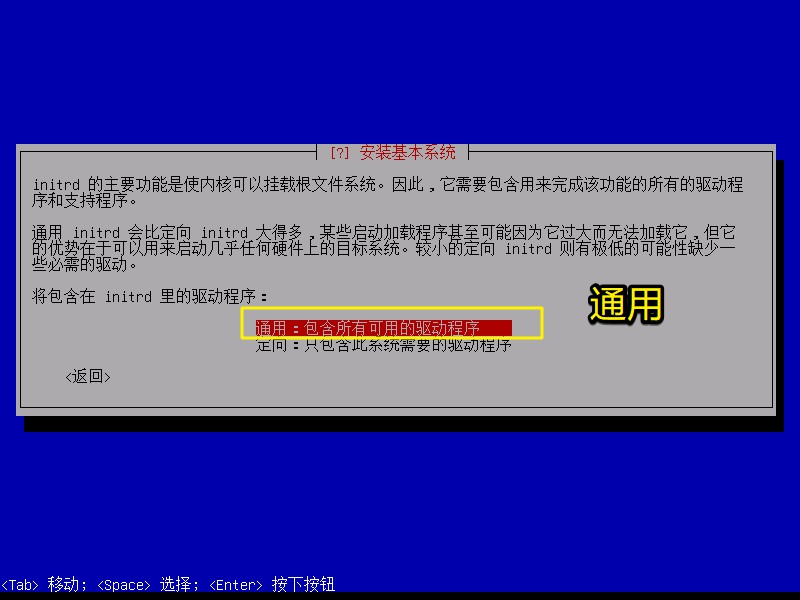 [?] 安装基本系统
initrd 的主要功能是使内核可以挂载根文件系统。因此，它需要包含用来完成该功能的所有的驱动程
序和支持程序。
通用 initrd 会比定向 initrd 大得多，某些启动加载程序甚至可能因为它过大而无法加载它，但它
的优势在于可以用来启动几乎任何硬件上的目标系统。较小的定向 initrd 则有极低的可能性缺少一
些必需的驱动。
将包含在 initrd 里的驱动程序：
通用：包含所有可用的驱动程序
通用
定向：只包含此系统需要的驱动程序
<返回>
<Tab> 移动; <Space> 选择; <Enter> 按下按钮